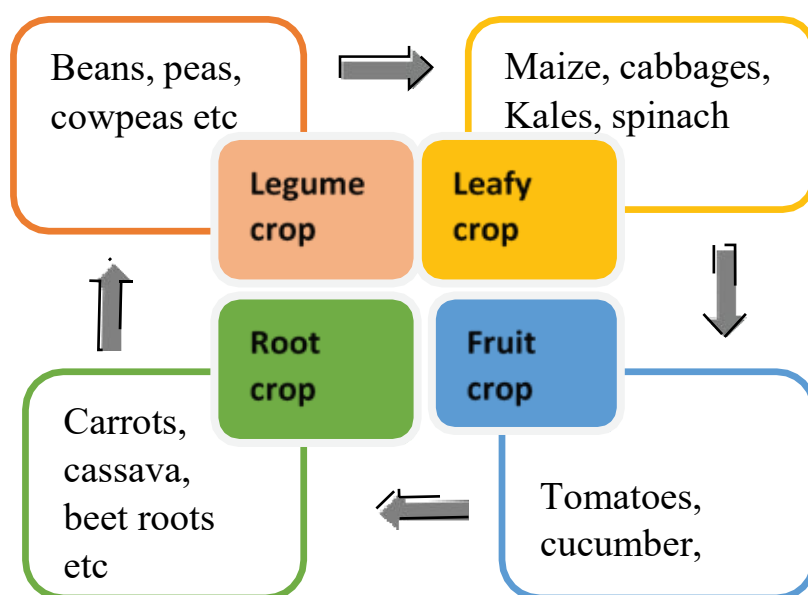 Beans, peas,
cowpeas etc
Maize, cabbages,
Kales, spinach
Legume
crop
Leafy
crop
Root
crop
Fruit
crop
Carrots,
cassava,
beet roots
etc
Tomatoes,
cucumber,